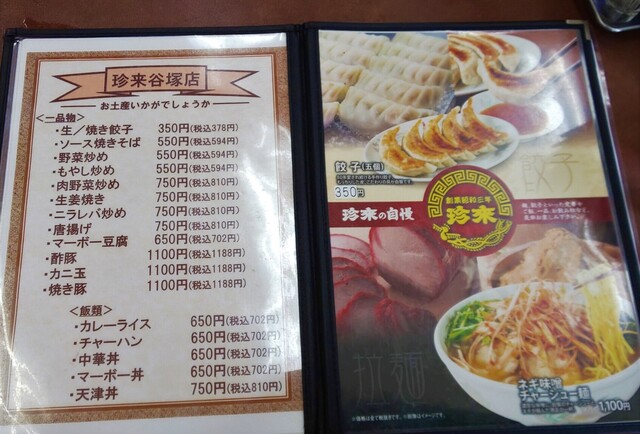 珍来谷塚店
お土産いかがでしょうか
<一品物>
・生/焼き餃子 350円(税込378円)
・ソース焼きそば 550円(税込594円)
・野菜炒め 550円(税込594円)
・もやし炒め 550円(税込594円)
・肉野菜炒め 750円(税込810円)
・生姜焼き 750円(税込810円)
・ニラレバ炒め 750円(税込810円)
・唐揚げ 750円(税込810円)
・マーボー豆腐 650円(税込702円)
・酢豚 1100円(税込1188円)
・カニ玉 1100円(税込1188円)
・焼き豚 1100円(税込1188円)
<飯類>
・カレーライス 650円(税込702円)
・チャーハン 650円(税込702円)
・中華丼 650円(税込702円)
・マーボー丼 650円(税込702円)
・天津丼 750円(税込810円)
餃子(五個)
350円
珍来の自慢
創業昭和三年
珍来
拉麺
ネギ味噌
チャーシュー麺
1,100円